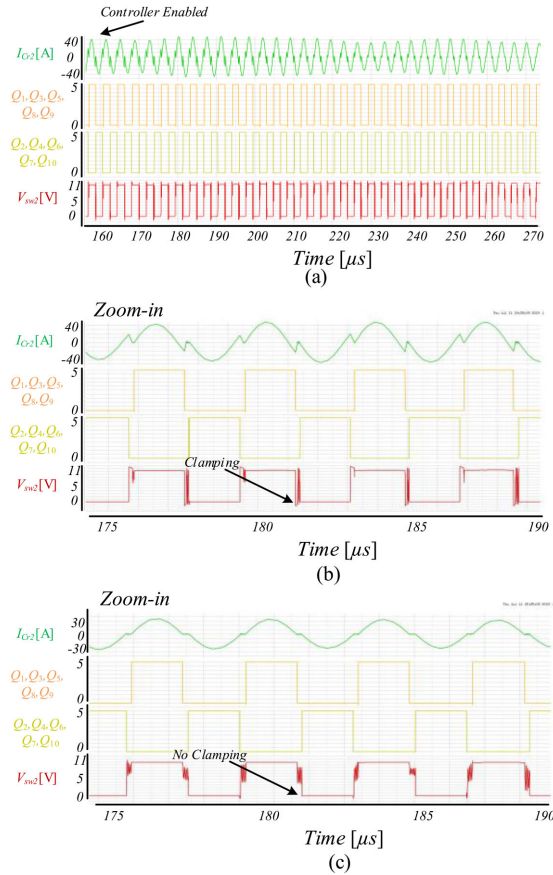 Controller Enabled
I_Cr2 [A]
40
0
-40
Q1,Q3,Q5,
Q8,Q9
5
0
Q2,Q4,Q6,
Q7,Q10
5
0
V_sw2 [V]
11
5
0
160 170 180 190 200 210 220 230 240 250 260 270
Time [μs]
(a)
Zoom-in
I_Cr2 [A]
40
0
-40
Q1,Q3,Q5,
Q8,Q9
5
0
Q2,Q4,Q6,
Q7,Q10
5
0
Clamping
V_sw2 [V]
11
5
0
175 180 185 190
Time [μs]
(b)
Zoom-in
I_Cr2 [A]
30
0
-30
Q1,Q3,Q5,
Q8,Q9
5
0
Q2,Q4,Q6,
Q7,Q10
5
0
No Clamping
V_sw2 [V]
11
5
0
175 180 185 190
Time [μs]
(c)